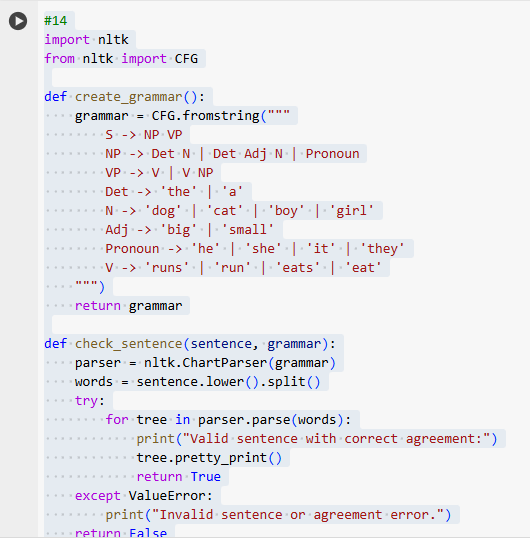 #14
import nltk
from nltk import CFG
def create_grammar():
    grammar = CFG.fromstring("""
        S -> NP VP
        NP -> Det N | Det Adj N | Pronoun
        VP -> V | V NP
        Det -> 'the' | 'a'
        N -> 'dog' | 'cat' | 'boy' | 'girl'
        Adj -> 'big' | 'small'
        Pronoun -> 'he' | 'she' | 'it' | 'they'
        V -> 'runs' | 'run' | 'eats' | 'eat'
    """)
    return grammar
def check_sentence(sentence, grammar):
    parser = nltk.ChartParser(grammar)
    words = sentence.lower().split()
    try:
        for tree in parser.parse(words):
            print("Valid sentence with correct agreement:")
            tree.pretty_print()
            return True
    except ValueError:
        print("Invalid sentence or agreement error.")
    return False